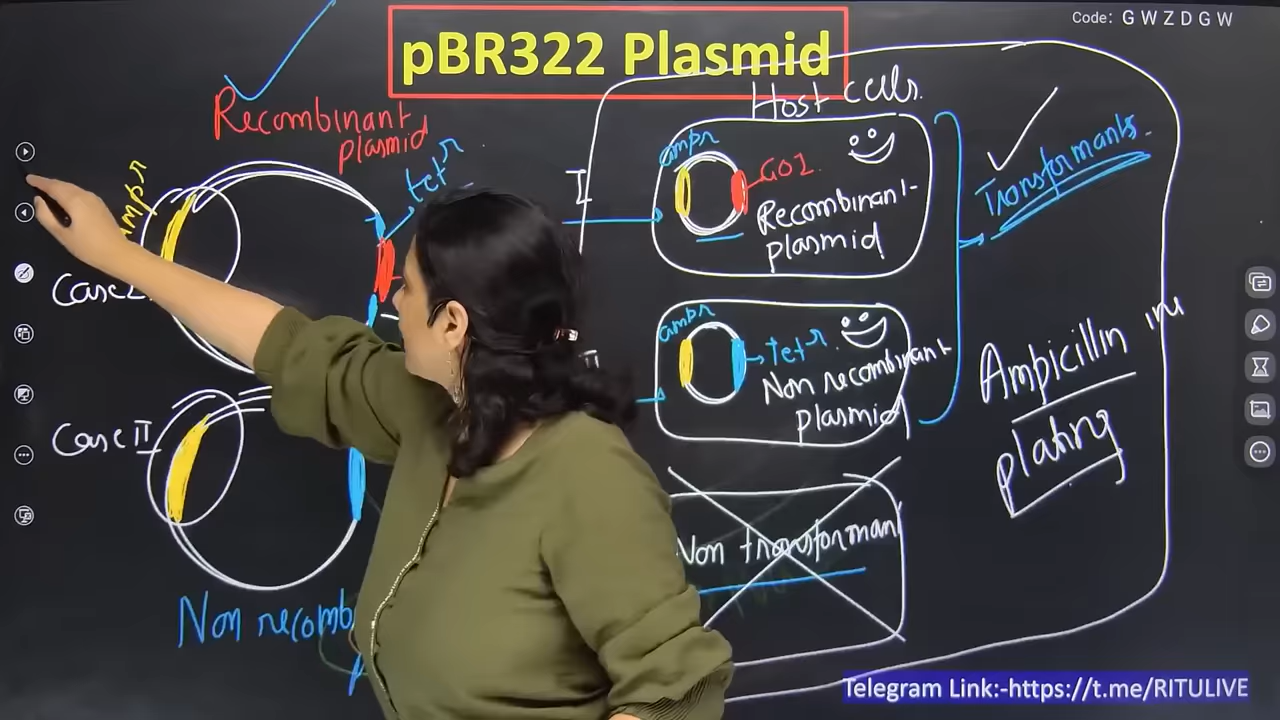 Code: G W Z D G W
pBR322 Plasmid
Recombinant
plasmid
tetʳ
ampʳ
Case I
Case II
Non recomb
Host cells.
I
ampʳ
GOI
Recombinant
plasmid
II
ampʳ
tetʳ.
Non recombinant
plasmid
Non transformant
Transformants
Ampicillin
plating
Telegram Link:-https://t.me/RITULIVE